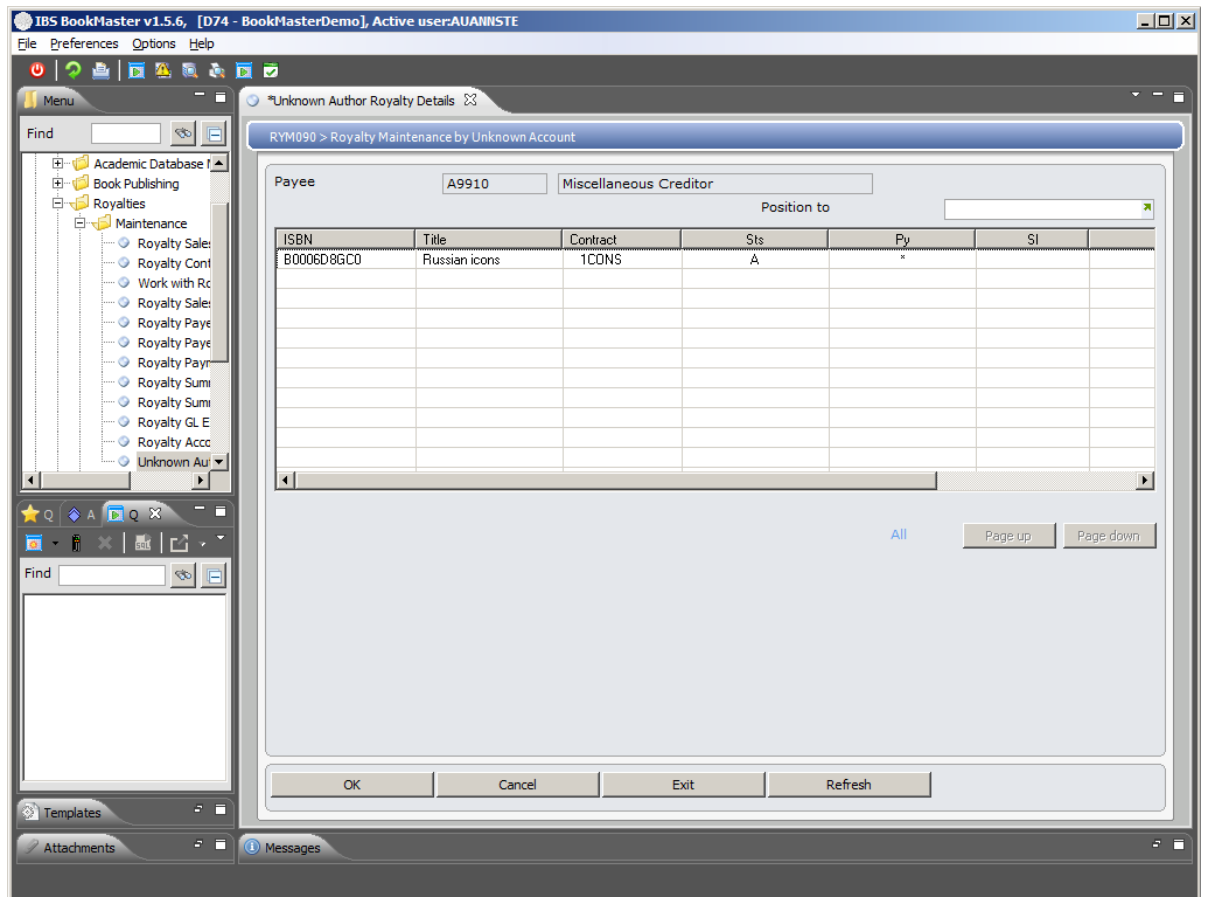 IBS BookMaster v1.5.6, [D74 - BookMasterDemo], Active user:AUANNSTE
File Preferences Options Help
Menu
Find
Academic Database
Book Publishing
Royalties
Maintenance
Royalty Sale
Royalty Cont
Work with Ro
Royalty Sale
Royalty Paye
Royalty Paye
Royalty Paym
Royalty Sum
Royalty Sum
Royalty GL E
Royalty Acco
Unknown Au
Q A Q
Find
Templates
Attachments
*Unknown Author Royalty Details
RYM090 > Royalty Maintenance by Unknown Account
Payee A9910 Miscellaneous Creditor
Position to
ISBN Title Contract Sts Py Sl
B0006D8GC0 Russian icons 1CONS A *
All Page up Page down
OK Cancel Exit Refresh
Messages